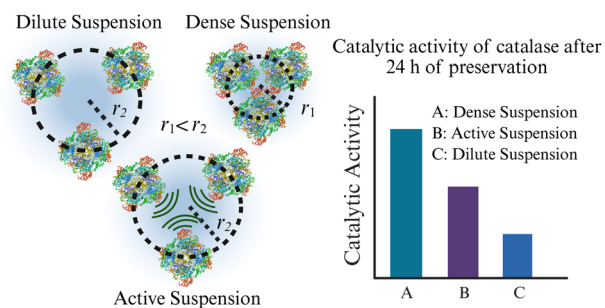 Dilute Suspension
Dense Suspension
r2
r1
r1< r2
r2
Active Suspension
Catalytic activity of catalase after
24 h of preservation
A: Dense Suspension
B: Active Suspension
C: Dilute Suspension
Catalytic Activity
A B C